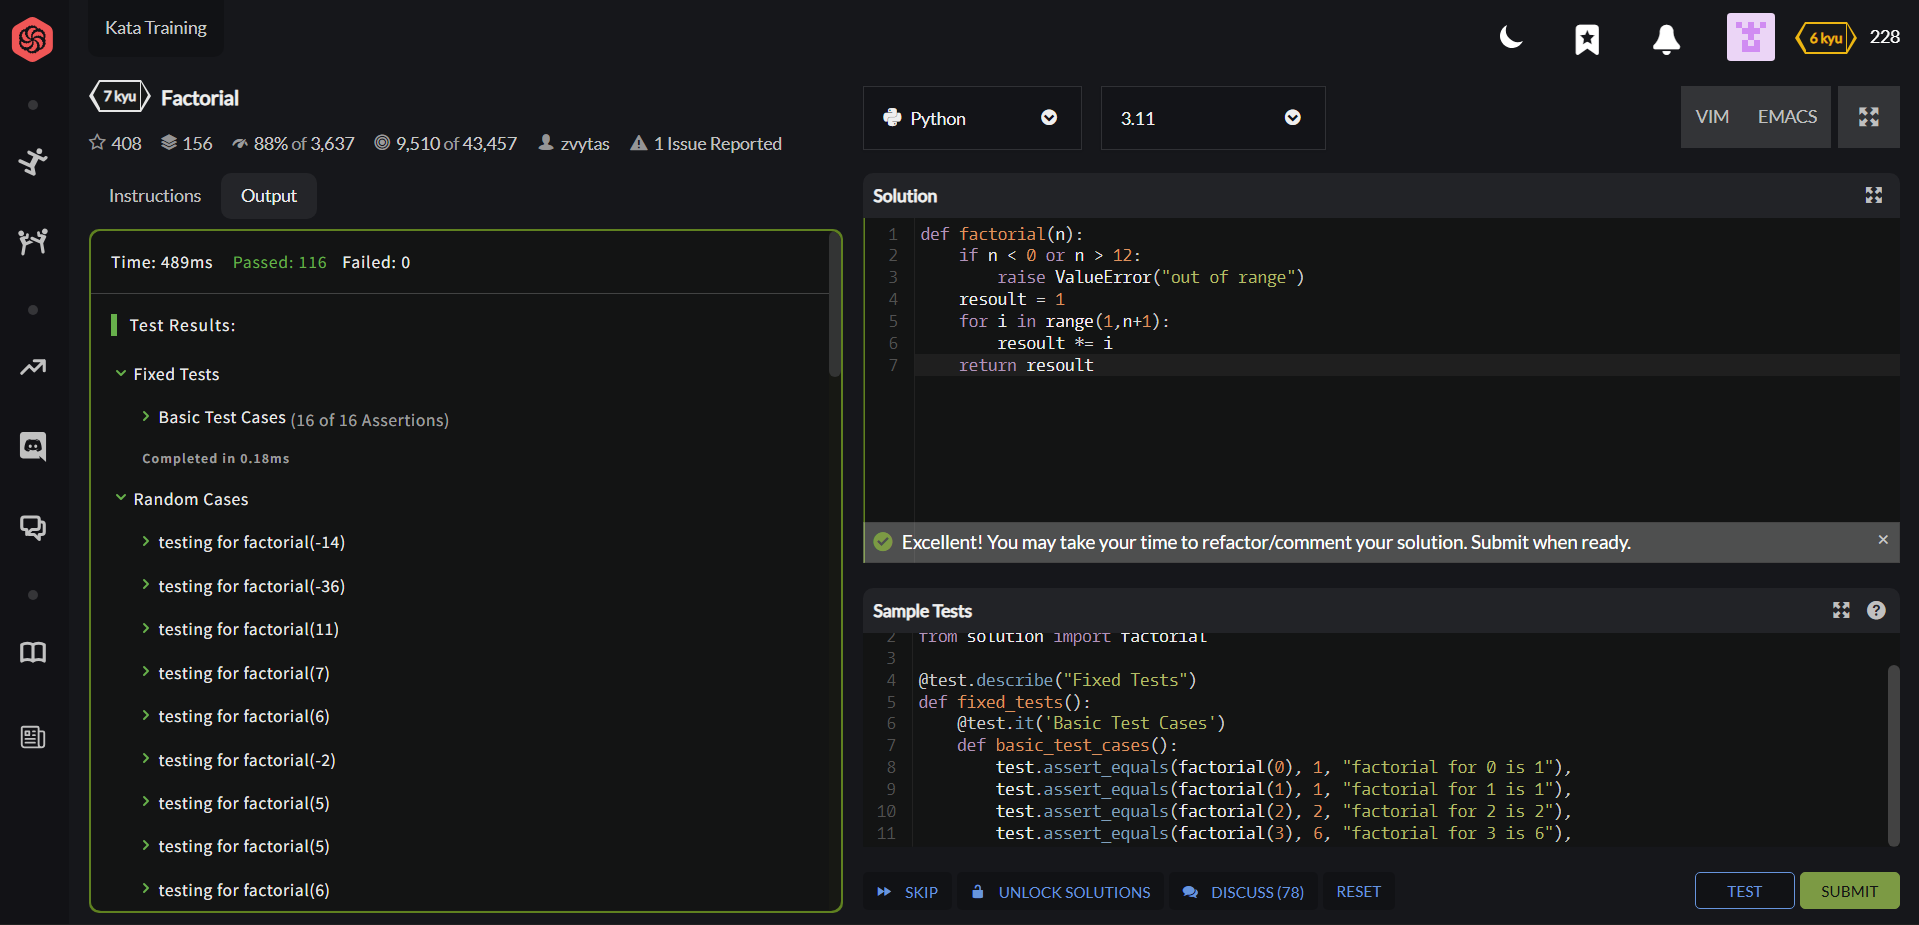 Kata Training
6 kyu 228
7 kyu Factorial
408 156 88% of 3,637 9,510 of 43,457 zvytas 1 Issue Reported
Python 3.11 VIM EMACS
Instructions Output
Time: 489ms Passed: 116 Failed: 0
Test Results:
Fixed Tests
Basic Test Cases (16 of 16 Assertions)
Completed in 0.18ms
Random Cases
testing for factorial(-14)
testing for factorial(-36)
testing for factorial(11)
testing for factorial(7)
testing for factorial(6)
testing for factorial(-2)
testing for factorial(5)
testing for factorial(5)
testing for factorial(6)
Solution
1 def factorial(n):
2     if n < 0 or n > 12:
3         raise ValueError("out of range")
4     resoult = 1
5     for i in range(1,n+1):
6         resoult *= i
7     return resoult
Excellent! You may take your time to refactor/comment your solution. Submit when ready. ×
Sample Tests ?
2 from solution import factorial
3
4 @test.describe("Fixed Tests")
5 def fixed_tests():
6     @test.it('Basic Test Cases')
7     def basic_test_cases():
8         test.assert_equals(factorial(0), 1, "factorial for 0 is 1"),
9         test.assert_equals(factorial(1), 1, "factorial for 1 is 1"),
10         test.assert_equals(factorial(2), 2, "factorial for 2 is 2"),
11         test.assert_equals(factorial(3), 6, "factorial for 3 is 6"),
SKIP UNLOCK SOLUTIONS DISCUSS (78) RESET TEST SUBMIT